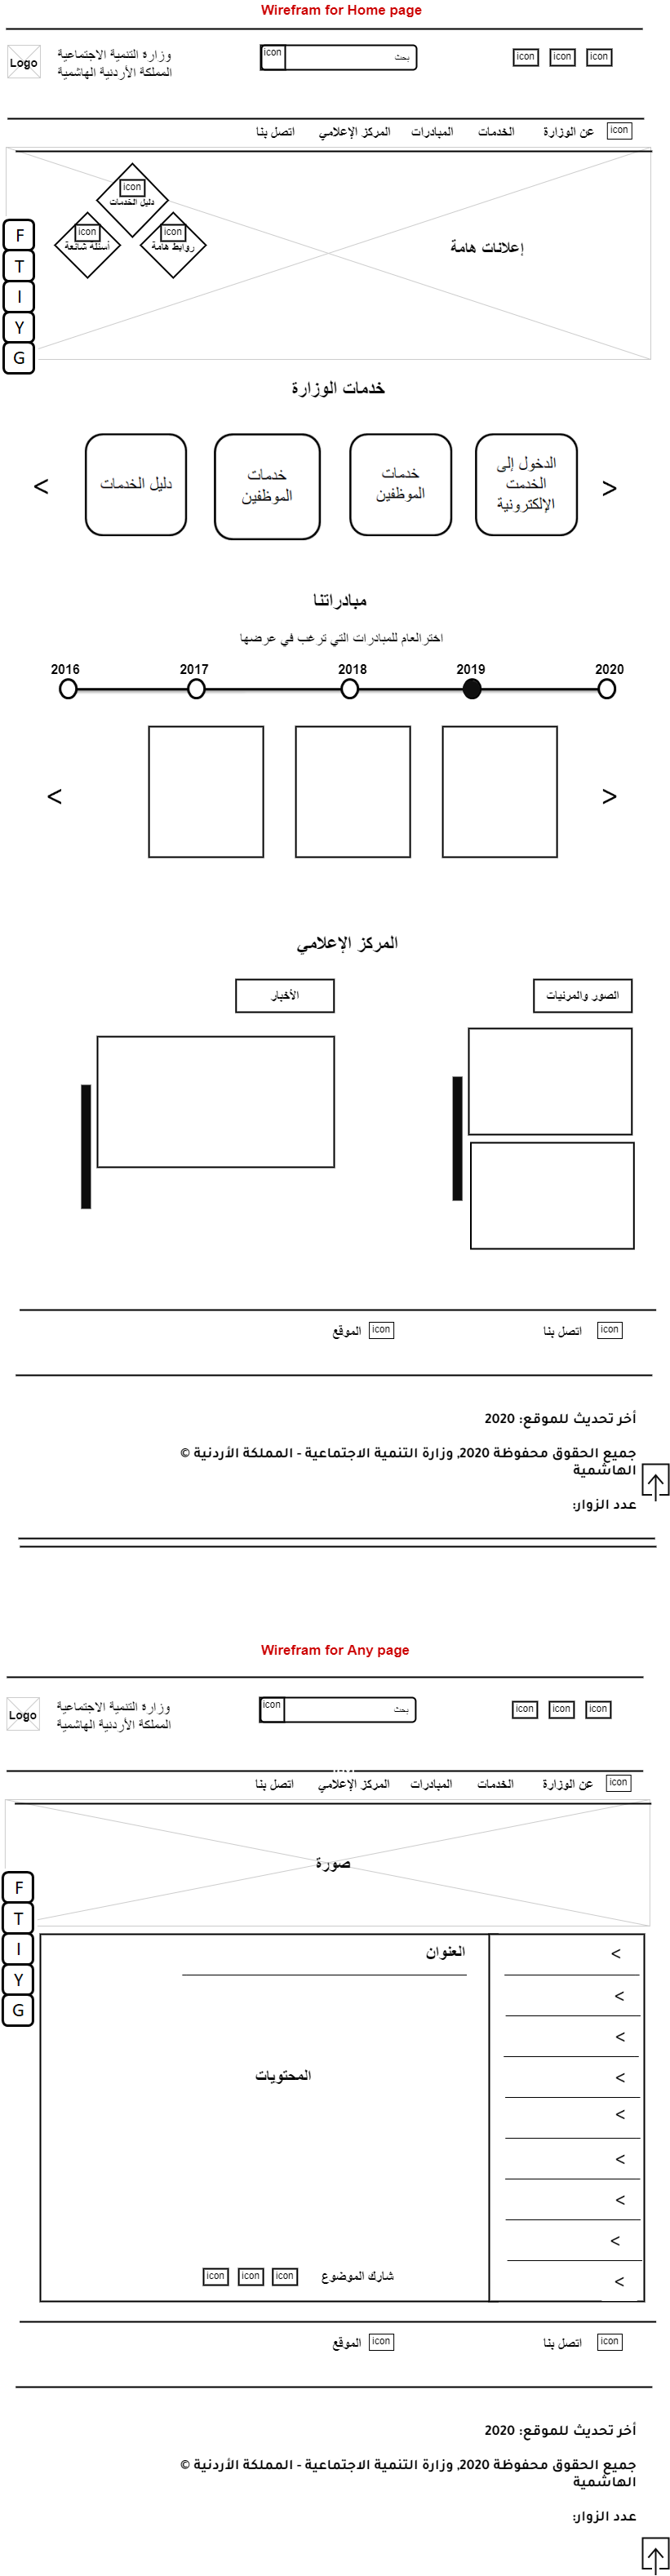 Wirefram for Home page
Logo
وزارة التنمية الاجتماعية
المملكة الأردنية الهاشمية
icon
بحث
icon icon icon
icon عن الوزارة الخدمات المبادرات المركز الإعلامي اتصل بنا
icon
دليل الخدمات
icon
روابط هامة
icon
أسئلة شائعة
إعلانات هامة
F
T
I
Y
G
خدمات الوزارة
<
الدخول إلى
الخدمت
الإلكترونية
خدمات
الموظفين
خدمات
الموظفين
دليل الخدمات
>
مبادراتنا
اخترالعام للمبادرات التي ترغب في عرضها
2016 2017 2018 2019 2020
< >
المركز الإعلامي
الصور والمرئيات
الأخبار
icon اتصل بنا
icon الموقع
أخر تحديث للموقع: 2020
جميع الحقوق محفوظة 2020, وزارة التنمية الاجتماعية - المملكة الأردنية ©
الهاشمية
عدد الزوار:
Wirefram for Any page
Logo
وزارة التنمية الاجتماعية
المملكة الأردنية الهاشمية
icon
بحث
icon icon icon
icon عن الوزارة الخدمات المبادرات المركز الإعلامي اتصل بنا
صورة
F
T
I
Y
G
العنوان
المحتويات
<
<
<
<
<
<
<
<
<
شارك الموضوع
icon icon icon
icon اتصل بنا
icon الموقع
أخر تحديث للموقع: 2020
جميع الحقوق محفوظة 2020, وزارة التنمية الاجتماعية - المملكة الأردنية ©
الهاشمية
عدد الزوار: